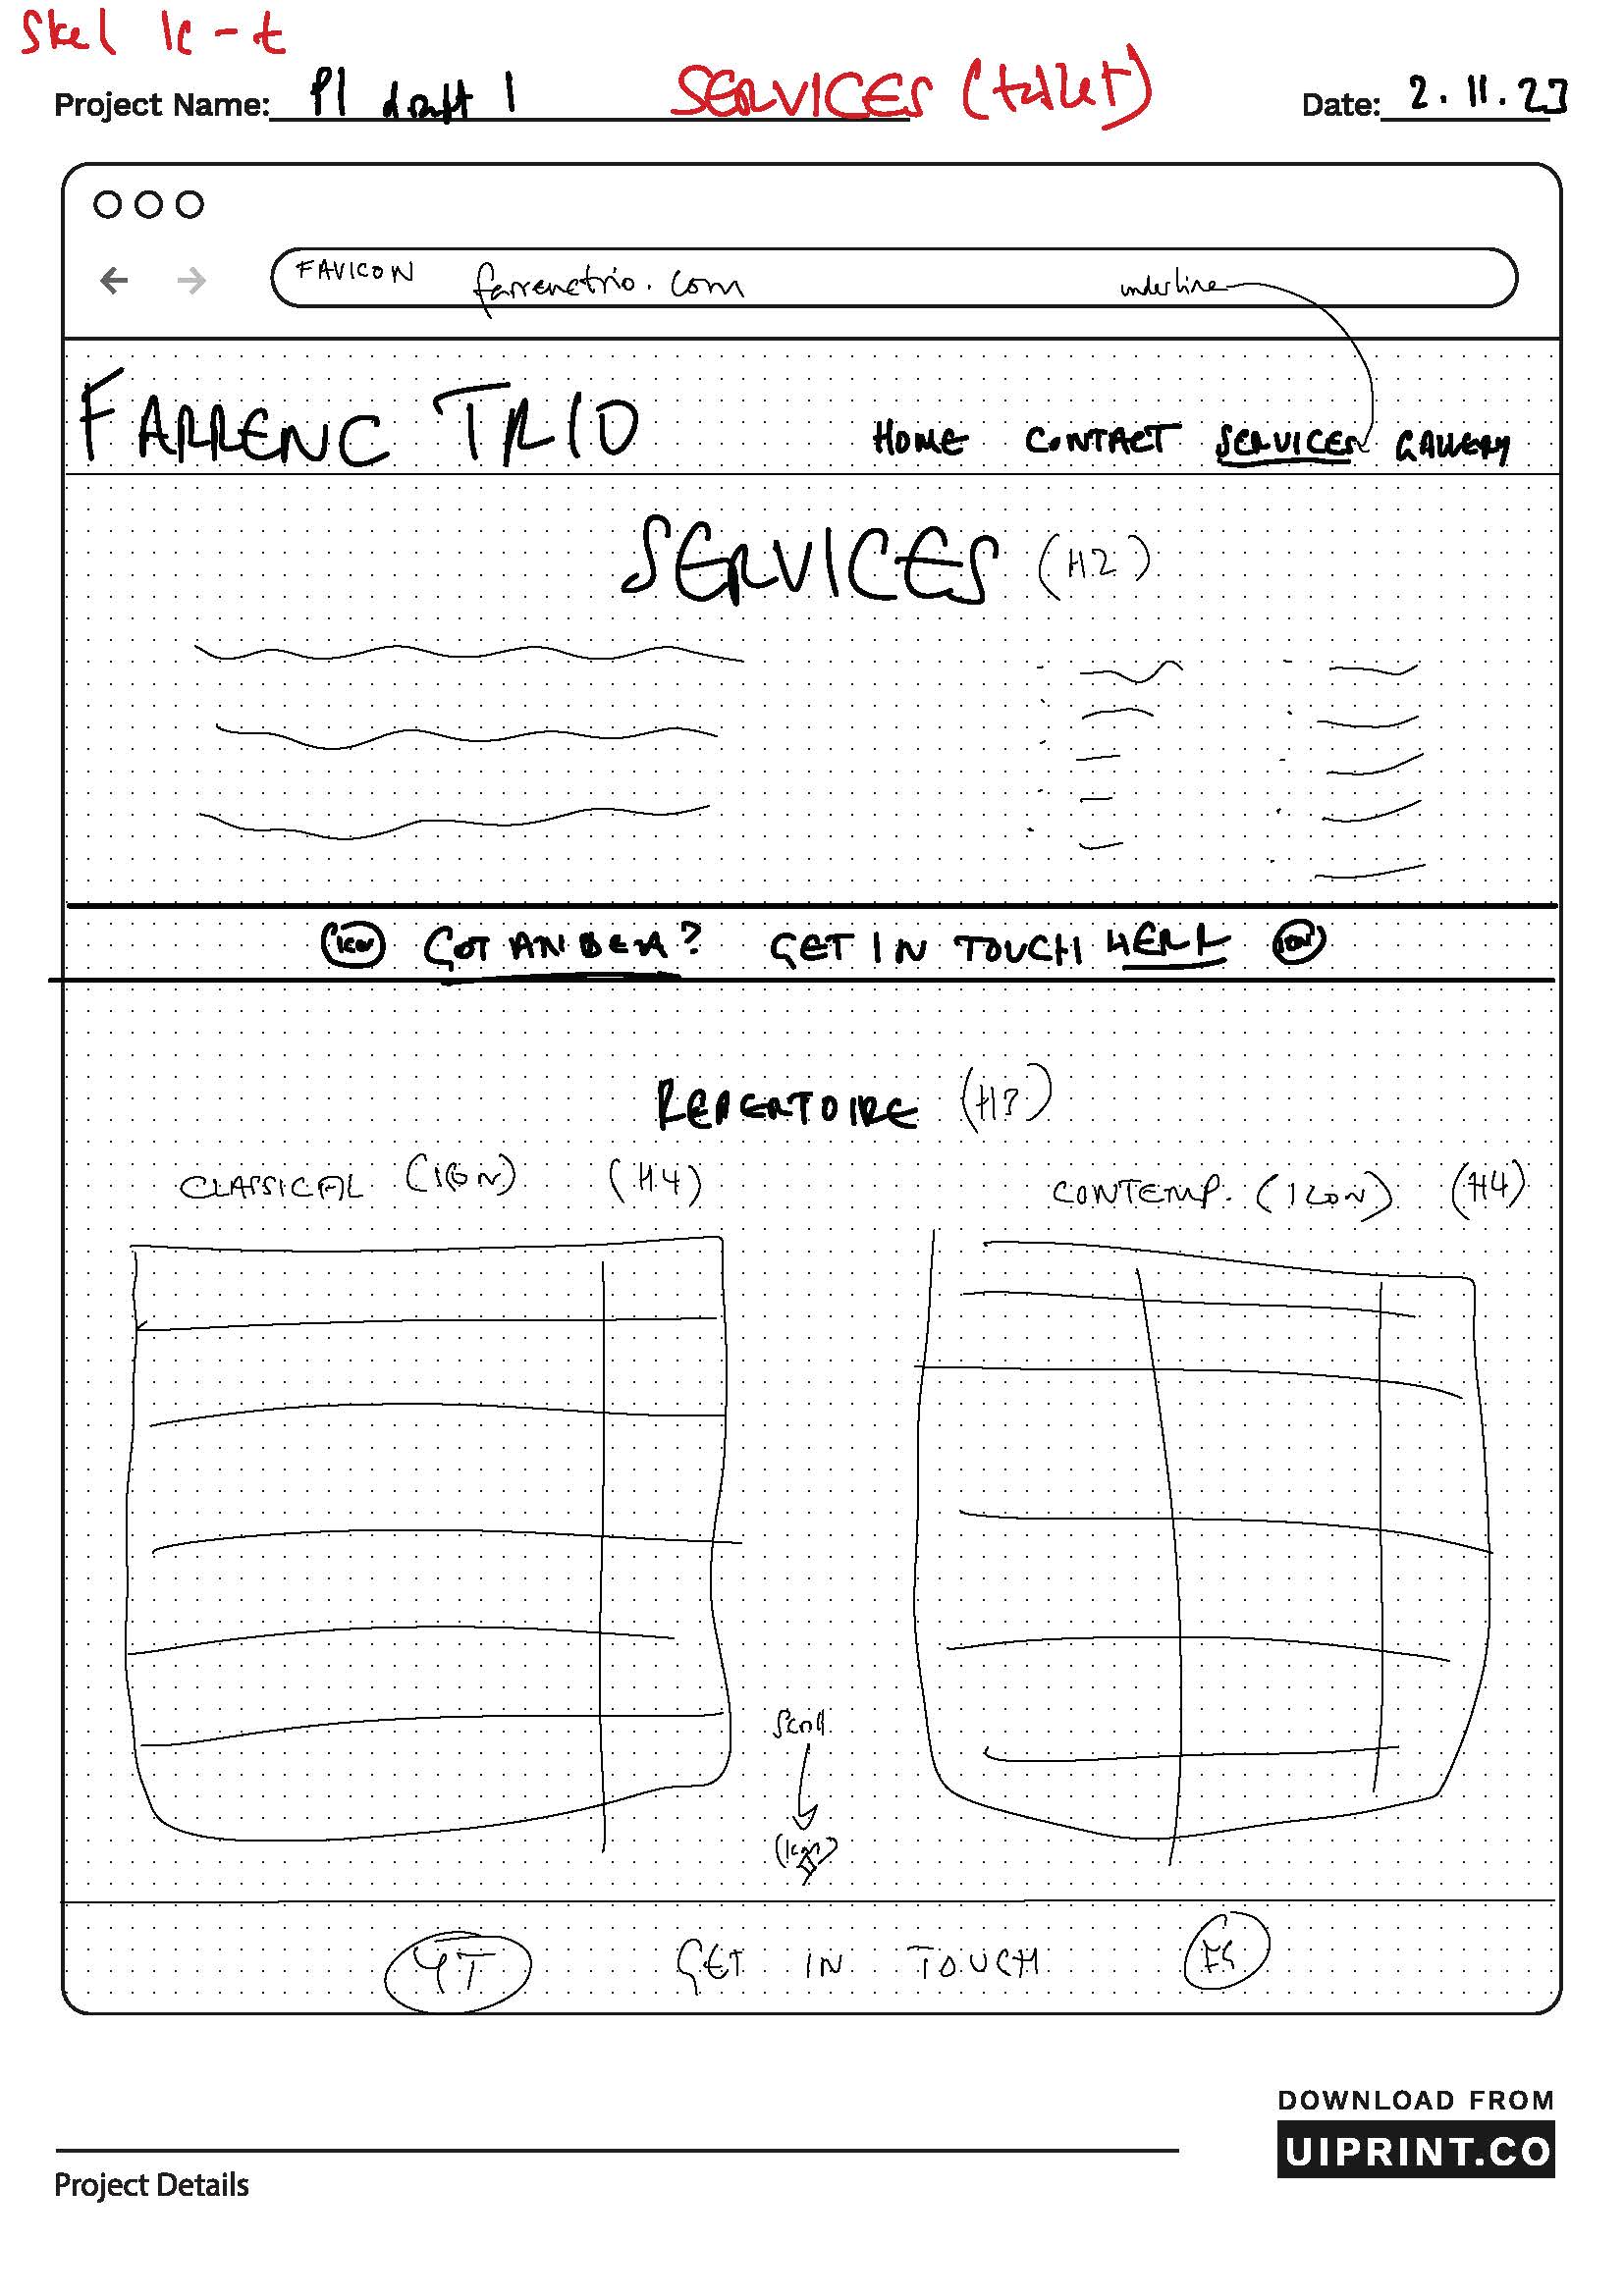 Skel 1c - t
Project Name: P1 draft 1 SERVICES (tablet) Date: 2.11.23
FAVICON farrenctrio.com underline
FARRENC TRIO HOME CONTACT SERVICES GALLERY
SERVICES (H2)
(icon) GOT AN IDEA? GET IN TOUCH HERE (icon)
REPERTOIRE (H3)
CLASSICAL (ICON) (H4) CONTEMP. (ICON) (H4)
Scroll
(Icon)
YT GET IN TOUCH
DOWNLOAD FROM
UIPRINT.CO
Project Details